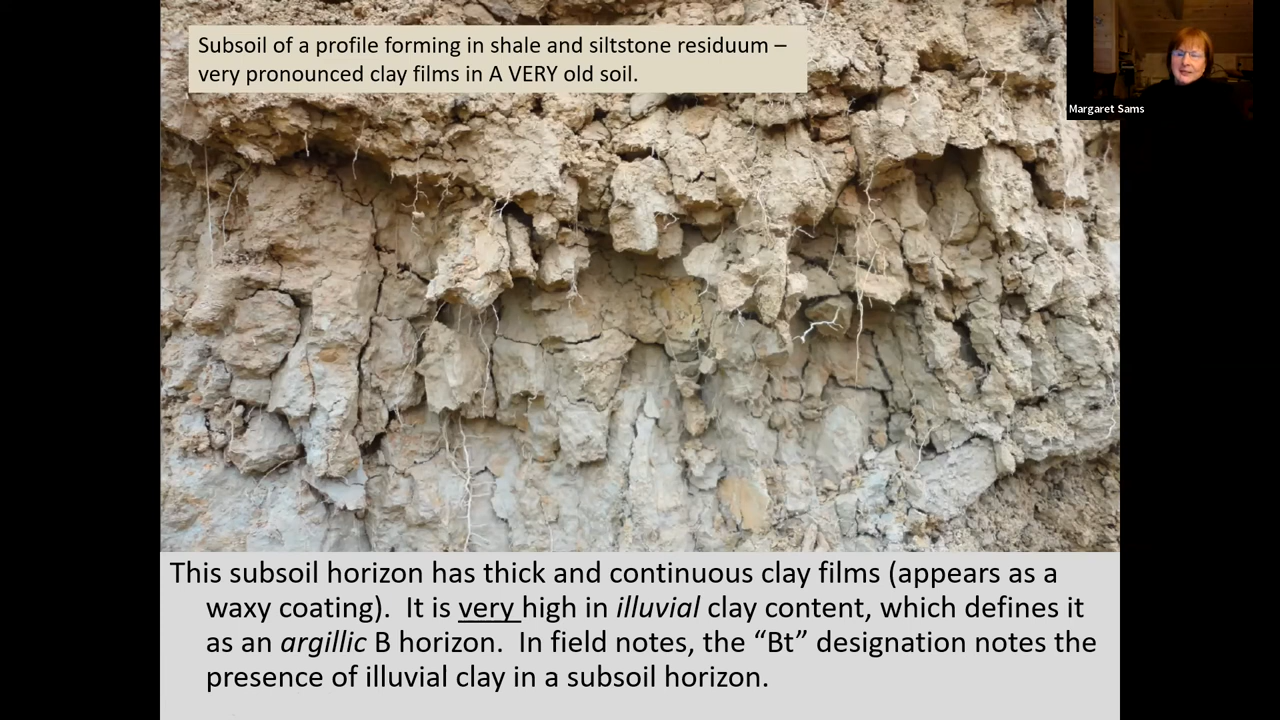 Subsoil of a profile forming in shale and siltstone residuum –
very pronounced clay films in A VERY old soil.
Margaret Sams
This subsoil horizon has thick and continuous clay films (appears as a
waxy coating). It is very high in illuvial clay content, which defines it
as an argillic B horizon. In field notes, the “Bt” designation notes the
presence of illuvial clay in a subsoil horizon.